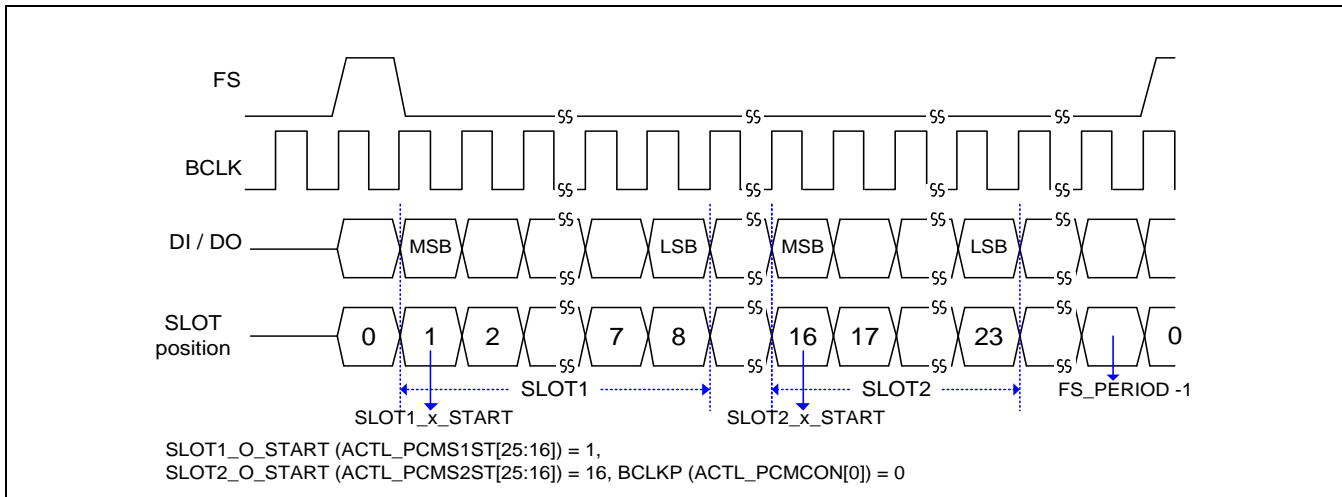 FS
BCLK
DI / DO MSB LSB MSB LSB
SLOT
position
0 1 2 7 8 16 17 23 0
SLOT1 SLOT2 FS_PERIOD -1
SLOT1_x_START SLOT2_x_START
SLOT1_O_START (ACTL_PCMS1ST[25:16]) = 1,
SLOT2_O_START (ACTL_PCMS2ST[25:16]) = 16, BCLKP (ACTL_PCMCON[0]) = 0